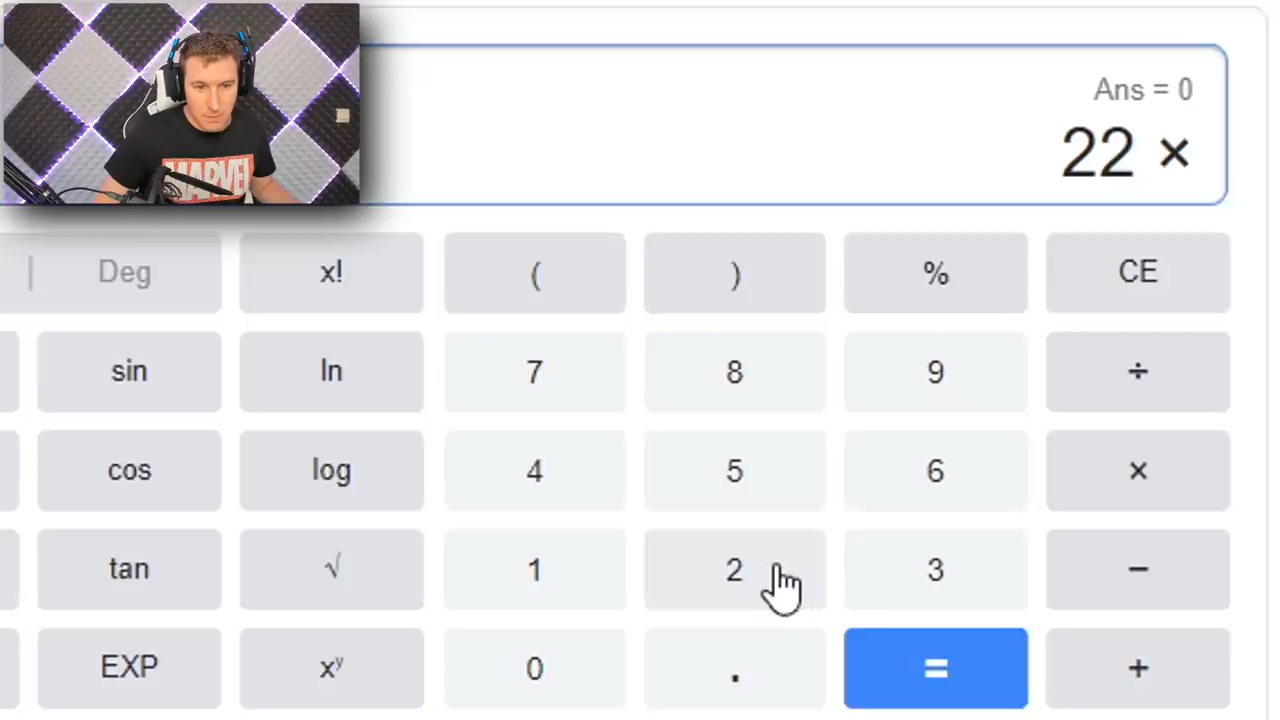 Ans = 0
22 ×
MARVEL
Deg x! ( ) % CE
sin ln 7 8 9 ÷
cos log 4 5 6 ×
tan √ 1 2 3 −
EXP xʸ 0 . = +